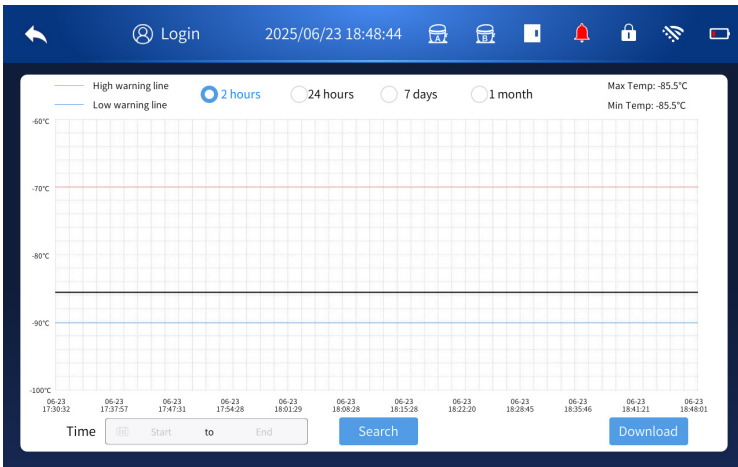 Login 2025/06/23 18:48:44 A B
High warning line
Low warning line
2 hours 24 hours 7 days 1 month
Max Temp: -85.5°C
Min Temp: -85.5°C
-60°C
-70°C
-80°C
-90°C
-100°C
06-23 06-23 06-23 06-23 06-23 06-23 06-23 06-23 06-23 06-23 06-23 06-23
17:30:32 17:37:57 17:47:31 17:54:28 18:01:29 18:08:28 18:15:28 18:22:20 18:28:45 18:35:46 18:41:21 18:48:01
Time Start to End Search Download